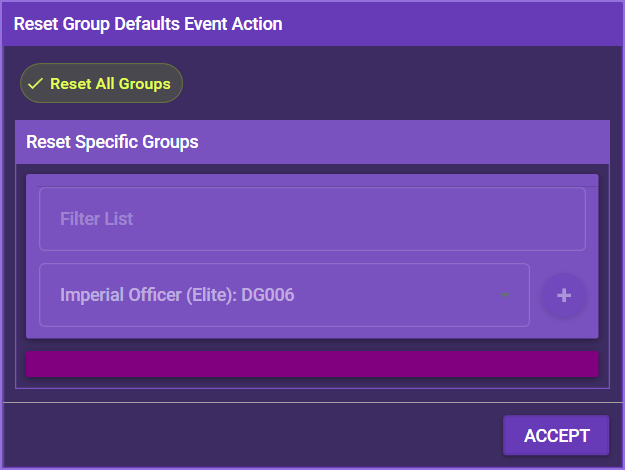 Reset Group Defaults Event Action
Reset All Groups
Reset Specific Groups
Filter List
Imperial Officer (Elite): DG006
ACCEPT